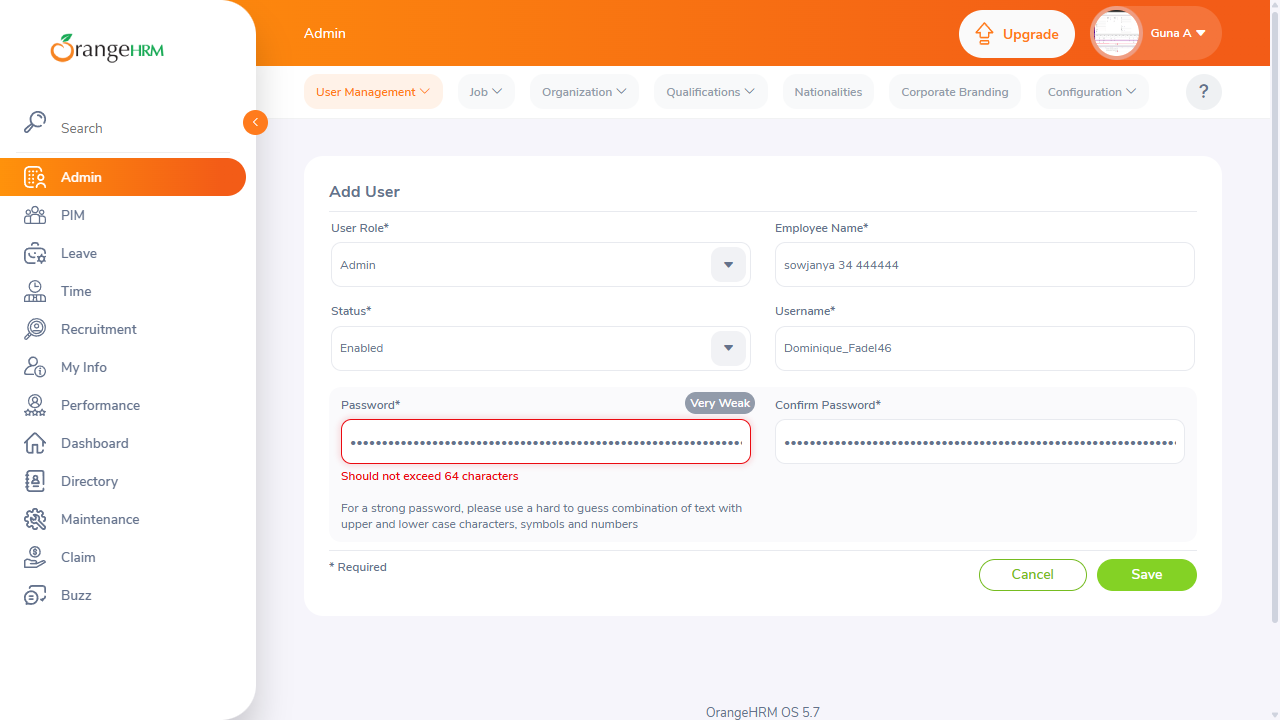 OrangeHRM
Search
Admin
PIM
Leave
Time
Recruitment
My Info
Performance
Dashboard
Directory
Maintenance
Claim
Buzz
Admin
Upgrade
Guna A
User Management
Job
Organization
Qualifications
Nationalities
Corporate Branding
Configuration
?
Add User
User Role*
Employee Name*
Admin
sowjanya 34 444444
Status*
Username*
Enabled
Dominique_Fadel46
Password*
Very Weak
Confirm Password*
Should not exceed 64 characters
For a strong password, please use a hard to guess combination of text with
upper and lower case characters, symbols and numbers
* Required
Cancel
Save
OrangeHRM OS 5.7